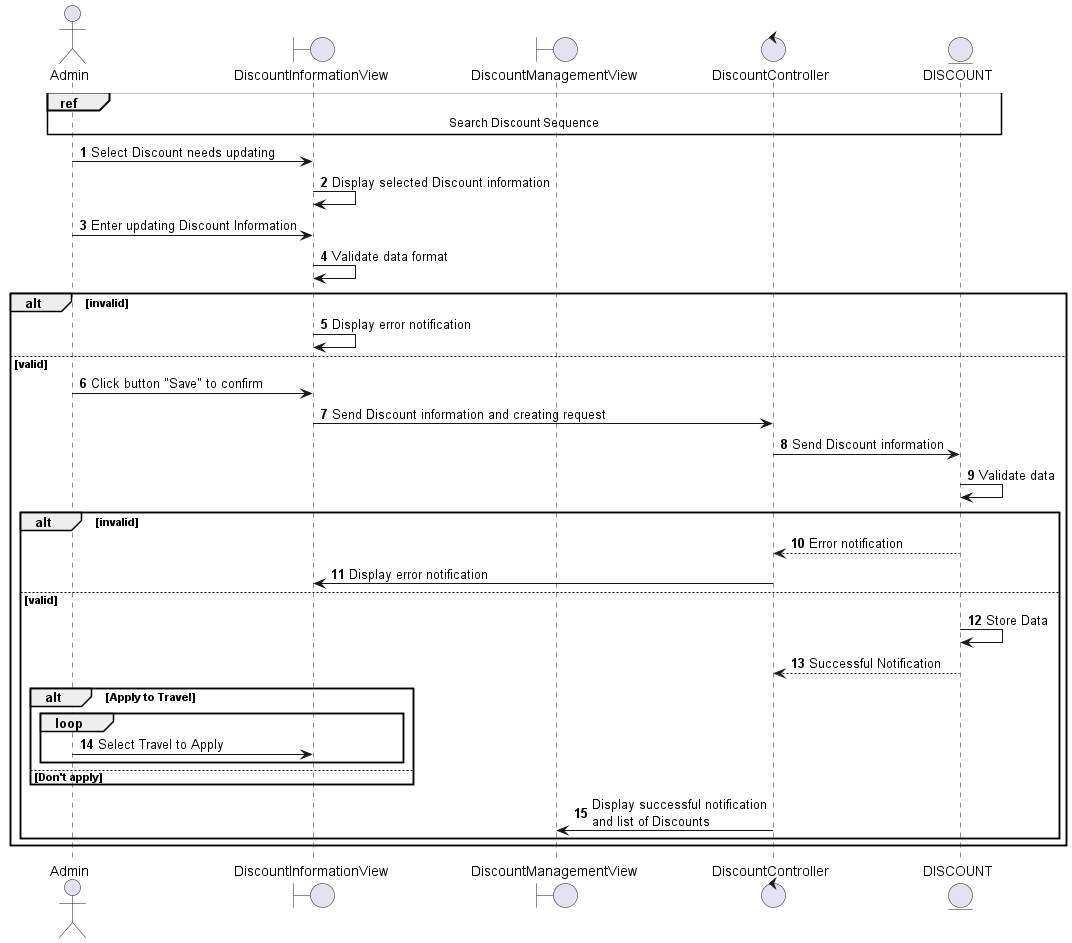 Admin
DiscountInformationView
DiscountManagementView
DiscountController
DISCOUNT
ref
Search Discount Sequence
1 Select Discount needs updating
2 Display selected Discount information
3 Enter updating Discount Information
4 Validate data format
alt [invalid]
5 Display error notification
[valid]
6 Click button "Save" to confirm
7 Send Discount information and creating request
8 Send Discount information
9 Validate data
alt [invalid]
10 Error notification
11 Display error notification
[valid]
12 Store Data
13 Successful Notification
alt [Apply to Travel]
loop
14 Select Travel to Apply
[Don't apply]
15 Display successful notification
and list of Discounts
Admin
DiscountInformationView
DiscountManagementView
DiscountController
DISCOUNT